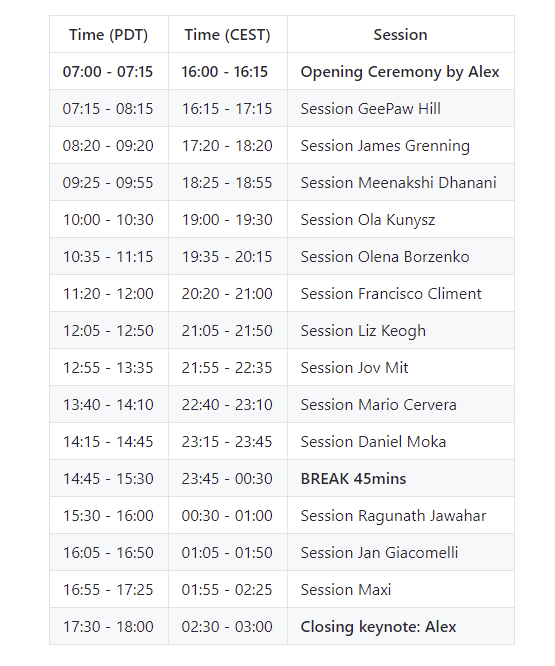 Time (PDT) Time (CEST) Session
07:00 - 07:15 16:00 - 16:15 Opening Ceremony by Alex
07:15 - 08:15 16:15 - 17:15 Session GeePaw Hill
08:20 - 09:20 17:20 - 18:20 Session James Grenning
09:25 - 09:55 18:25 - 18:55 Session Meenakshi Dhanani
10:00 - 10:30 19:00 - 19:30 Session Ola Kunysz
10:35 - 11:15 19:35 - 20:15 Session Olena Borzenko
11:20 - 12:00 20:20 - 21:00 Session Francisco Climent
12:05 - 12:50 21:05 - 21:50 Session Liz Keogh
12:55 - 13:35 21:55 - 22:35 Session Jov Mit
13:40 - 14:10 22:40 - 23:10 Session Mario Cervera
14:15 - 14:45 23:15 - 23:45 Session Daniel Moka
14:45 - 15:30 23:45 - 00:30 BREAK 45mins
15:30 - 16:00 00:30 - 01:00 Session Ragunath Jawahar
16:05 - 16:50 01:05 - 01:50 Session Jan Giacomelli
16:55 - 17:25 01:55 - 02:25 Session Maxi
17:30 - 18:00 02:30 - 03:00 Closing keynote: Alex